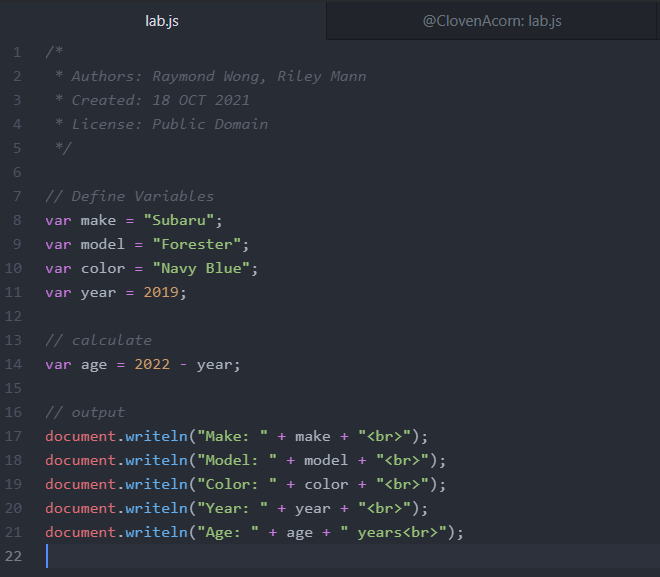 lab.js
@ClovenAcorn: lab.js
1 /*
2  * Authors: Raymond Wong, Riley Mann
3  * Created: 18 OCT 2021
4  * License: Public Domain
5  */
6
7 // Define Variables
8 var make = "Subaru";
9 var model = "Forester";
10 var color = "Navy Blue";
11 var year = 2019;
12
13 // calculate
14 var age = 2022 - year;
15
16 // output
17 document.writeln("Make: " + make + "<br>");
18 document.writeln("Model: " + model + "<br>");
19 document.writeln("Color: " + color + "<br>");
20 document.writeln("Year: " + year + "<br>");
21 document.writeln("Age: " + age + " years<br>");
22